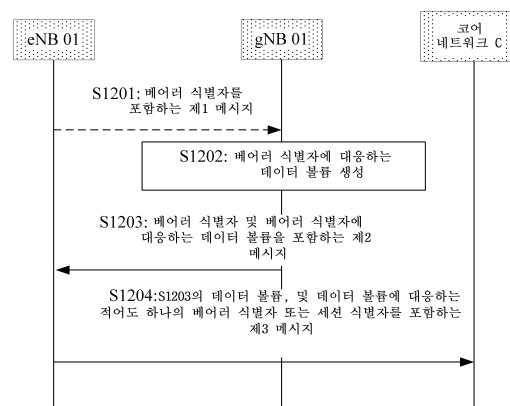 eNB 01
gNB 01
코어
네트워크 C
S1201: 베어러 식별자를
포함하는 제1 메시지
S1202: 베어러 식별자에 대응하는
데이터 볼륨 생성
S1203: 베어러 식별자 및 베어러 식별자에
대응하는 데이터 볼륨을 포함하는 제2
메시지
S1204:S1203의 데이터 볼륨, 및 데이터 볼륨에 대응하는
적어도 하나의 베어러 식별자 또는 세션 식별자를 포함하는
제3 메시지